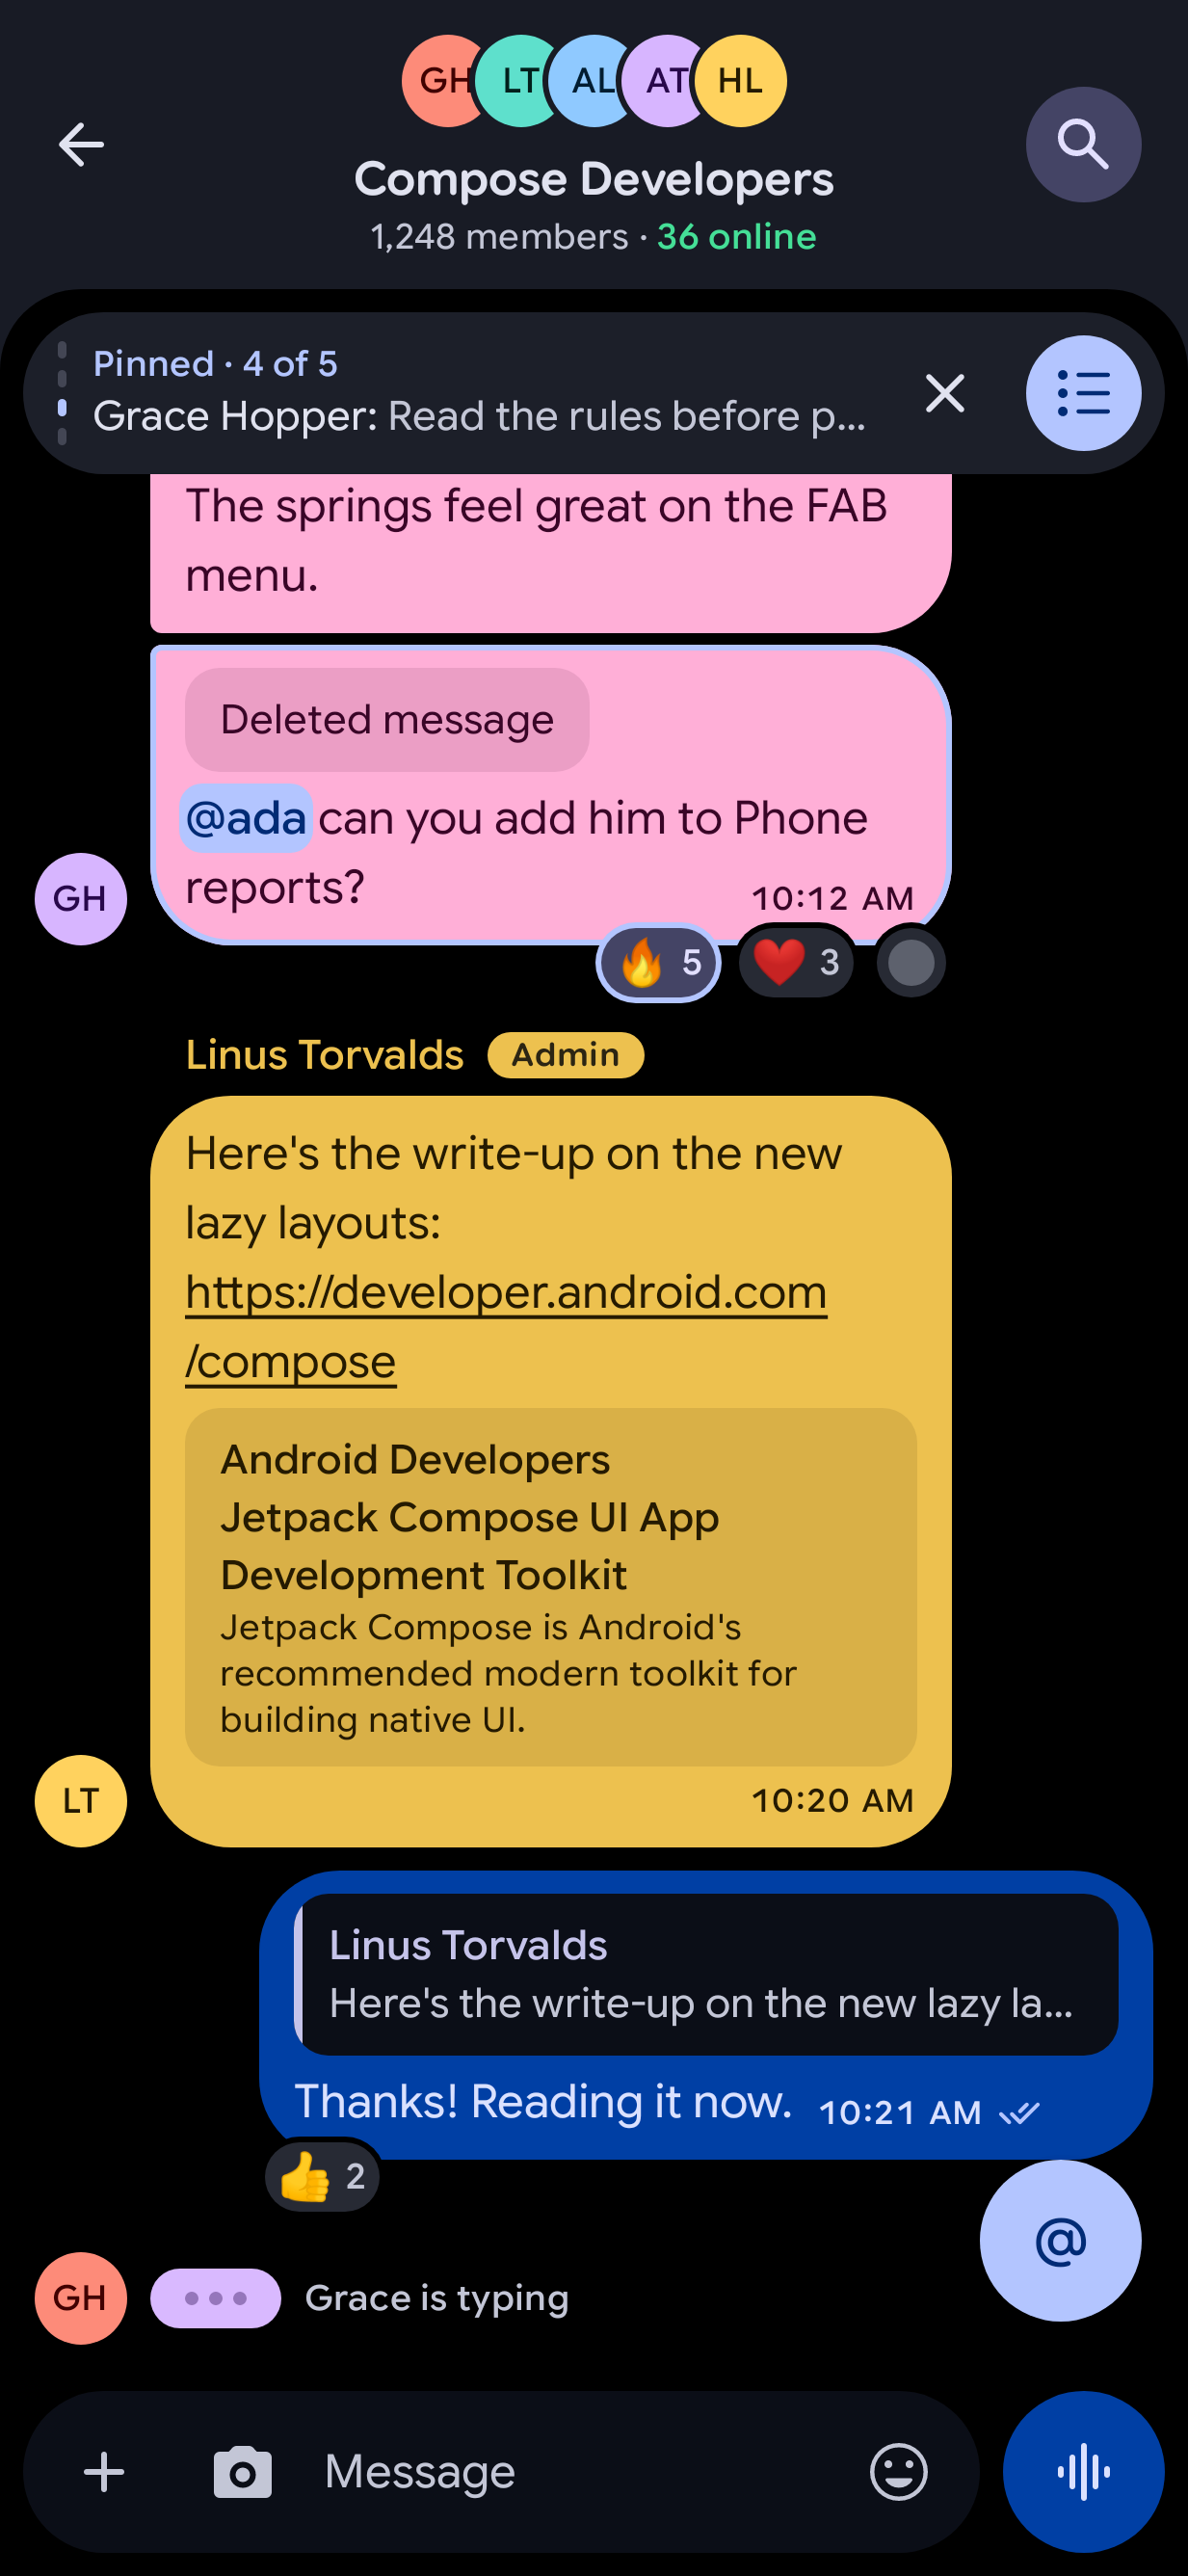 GH LT AL AT HL
Compose Developers
1,248 members · 36 online
Pinned · 4 of 5
Grace Hopper: Read the rules before p...
The springs feel great on the FAB
menu.
Deleted message
@ada can you add him to Phone
reports?
10:12 AM
GH
🔥 5 ❤️ 3
Linus Torvalds Admin
Here's the write-up on the new
lazy layouts:
https://developer.android.com
/compose
Android Developers
Jetpack Compose UI App
Development Toolkit
Jetpack Compose is Android's
recommended modern toolkit for
building native UI.
10:20 AM
LT
Linus Torvalds
Here's the write-up on the new lazy la...
Thanks! Reading it now. 10:21 AM
👍 2
@
GH Grace is typing
Message